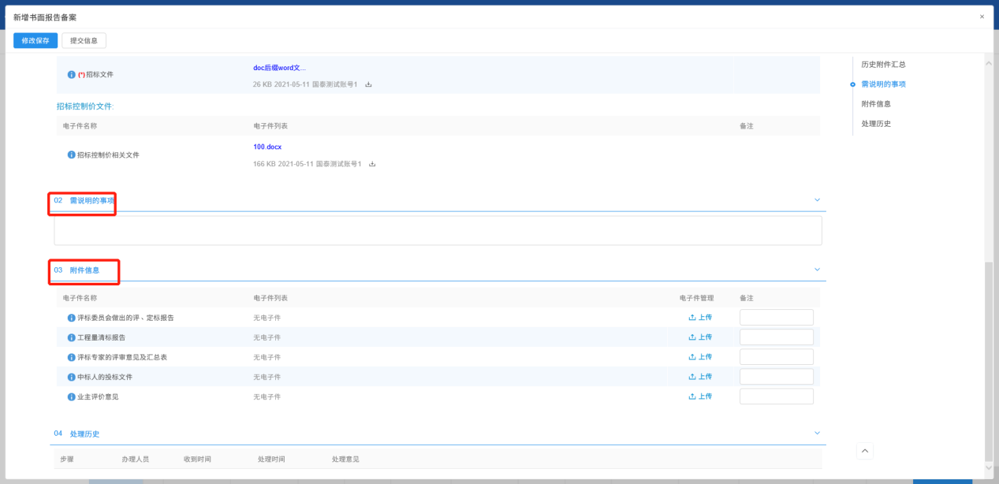 新增书面报告备案
×
修改保存 提交信息
(*)招标文件
doc后缀word文...
26 KB 2021-05-11 国泰测试账号1
招标控制价文件:
电子件名称 电子件列表 备注
招标控制价相关文件
100.docx
166 KB 2021-05-11 国泰测试账号1
02 需说明的事项
03 附件信息
电子件名称 电子件列表 电子件管理 备注
评标委员会做出的评、定标报告 无电子件 上传
工程量清标报告 无电子件 上传
评标专家的评审意见及汇总表 无电子件 上传
中标人的投标文件 无电子件 上传
业主评价意见 无电子件 上传
04 处理历史
步骤 办理人员 收到时间 处理时间 处理意见
历史附件汇总
需说明的事项
附件信息
处理历史